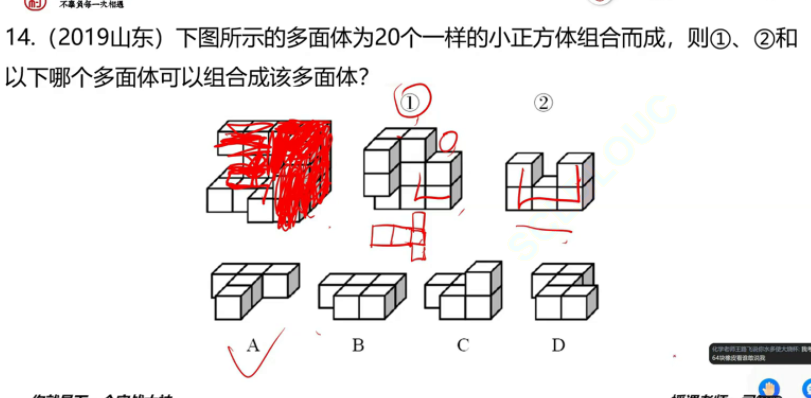 不辜负每一次相遇
14.（2019山东）下图所示的多面体为20个一样的小正方体组合而成，则①、②和
以下哪个多面体可以组合成该多面体？
① ②
A B C D